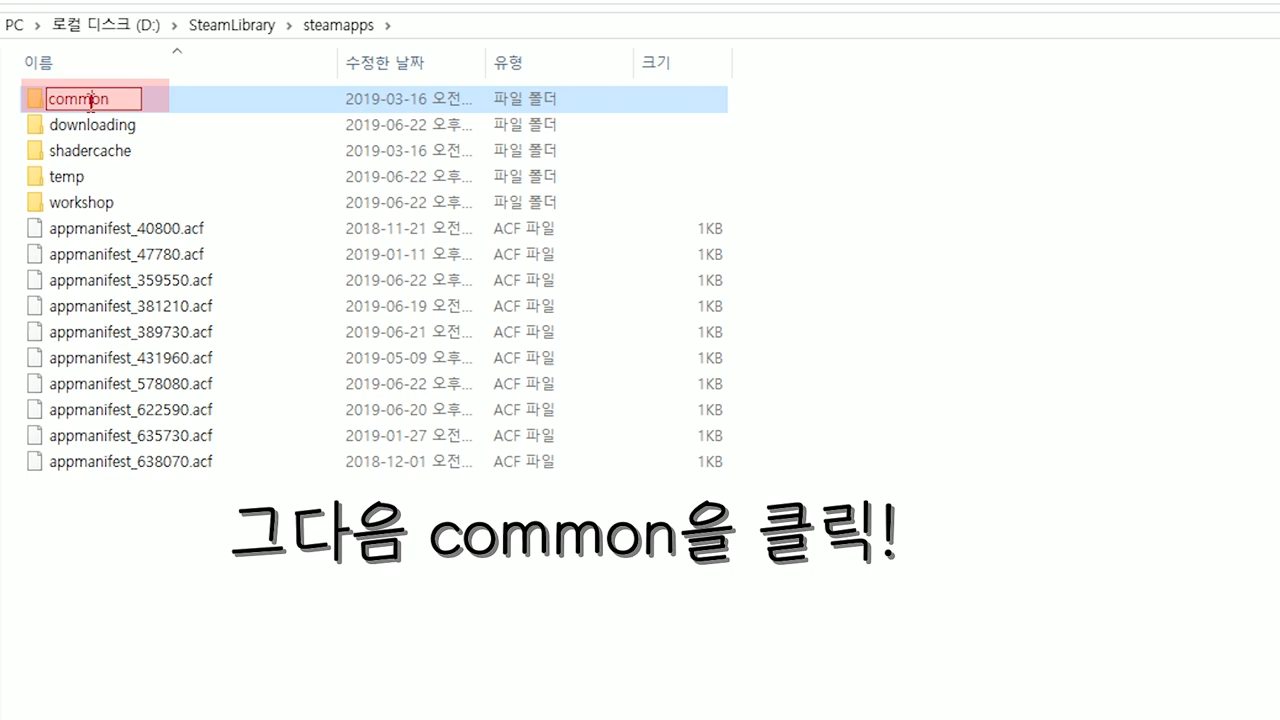 PC > 로컬 디스크 (D:) > SteamLibrary > steamapps >
이름 수정한 날짜 유형 크기
common 2019-03-16 오전... 파일 폴더
downloading 2019-06-22 오후... 파일 폴더
shadercache 2019-03-16 오전... 파일 폴더
temp 2019-06-22 오후... 파일 폴더
workshop 2019-06-22 오후... 파일 폴더
appmanifest_40800.acf 2018-11-21 오전... ACF 파일 1KB
appmanifest_47780.acf 2019-01-11 오후... ACF 파일 1KB
appmanifest_359550.acf 2019-06-22 오후... ACF 파일 1KB
appmanifest_381210.acf 2019-06-19 오전... ACF 파일 1KB
appmanifest_389730.acf 2019-06-21 오전... ACF 파일 1KB
appmanifest_431960.acf 2019-05-09 오후... ACF 파일 1KB
appmanifest_578080.acf 2019-06-22 오후... ACF 파일 1KB
appmanifest_622590.acf 2019-06-20 오후... ACF 파일 1KB
appmanifest_635730.acf 2019-01-27 오전... ACF 파일 1KB
appmanifest_638070.acf 2018-12-01 오전... ACF 파일 1KB
그다음 common을 클릭!